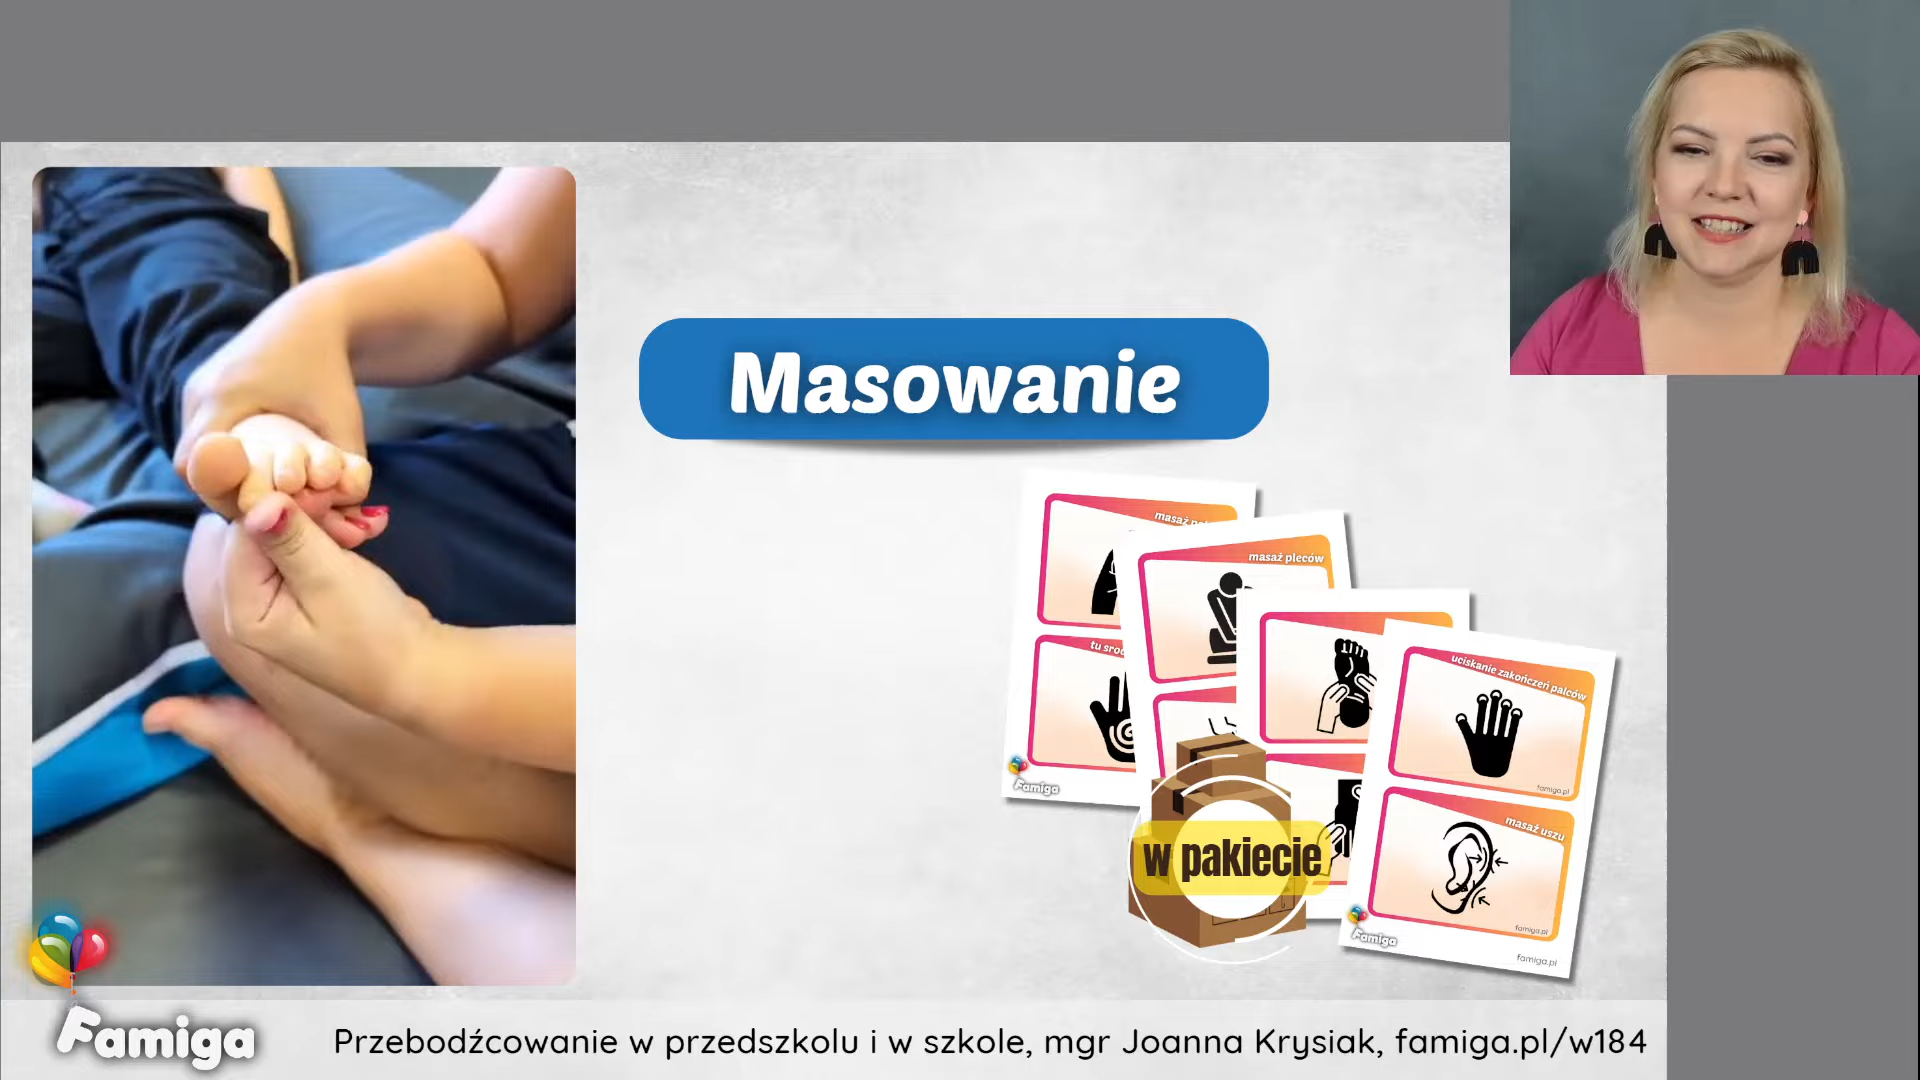 Masowanie
masaż
masaż pleców
tu
uciskanie zakończeń palców
famiga.pl
masaż uszu
famiga.pl
Famiga
w pakiecie
Famiga
famiga.pl
Famiga
Przebodźcowanie w przedszkolu i w szkole, mgr Joanna Krysiak, famiga.pl/w184